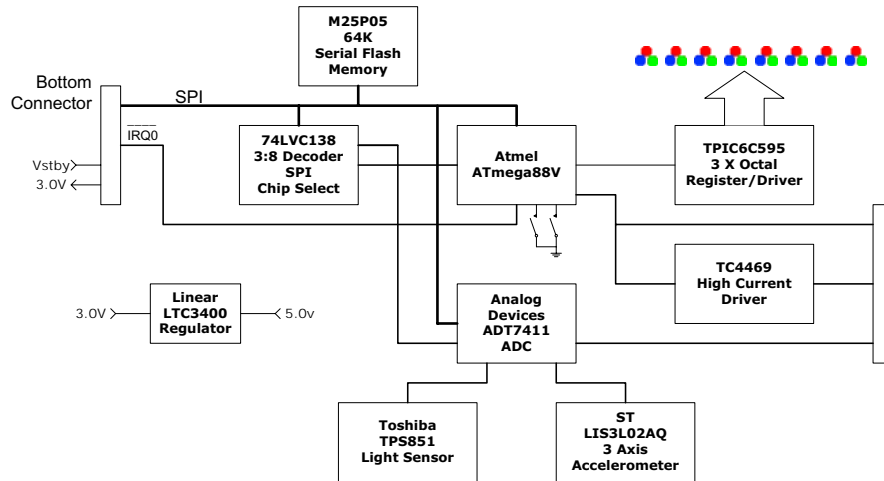 M25P05
64K
Serial Flash
Memory
Bottom
Connector
SPI
IRQ0
Vstby
3.0V
74LVC138
3:8 Decoder
SPI
Chip Select
Atmel
ATmega88V
TPIC6C595
3 X Octal
Register/Driver
TC4469
High Current
Driver
3.0V
Linear
LTC3400
Regulator
5.0v
Analog
Devices
ADT7411
ADC
Toshiba
TPS851
Light Sensor
ST
LIS3L02AQ
3 Axis
Accelerometer